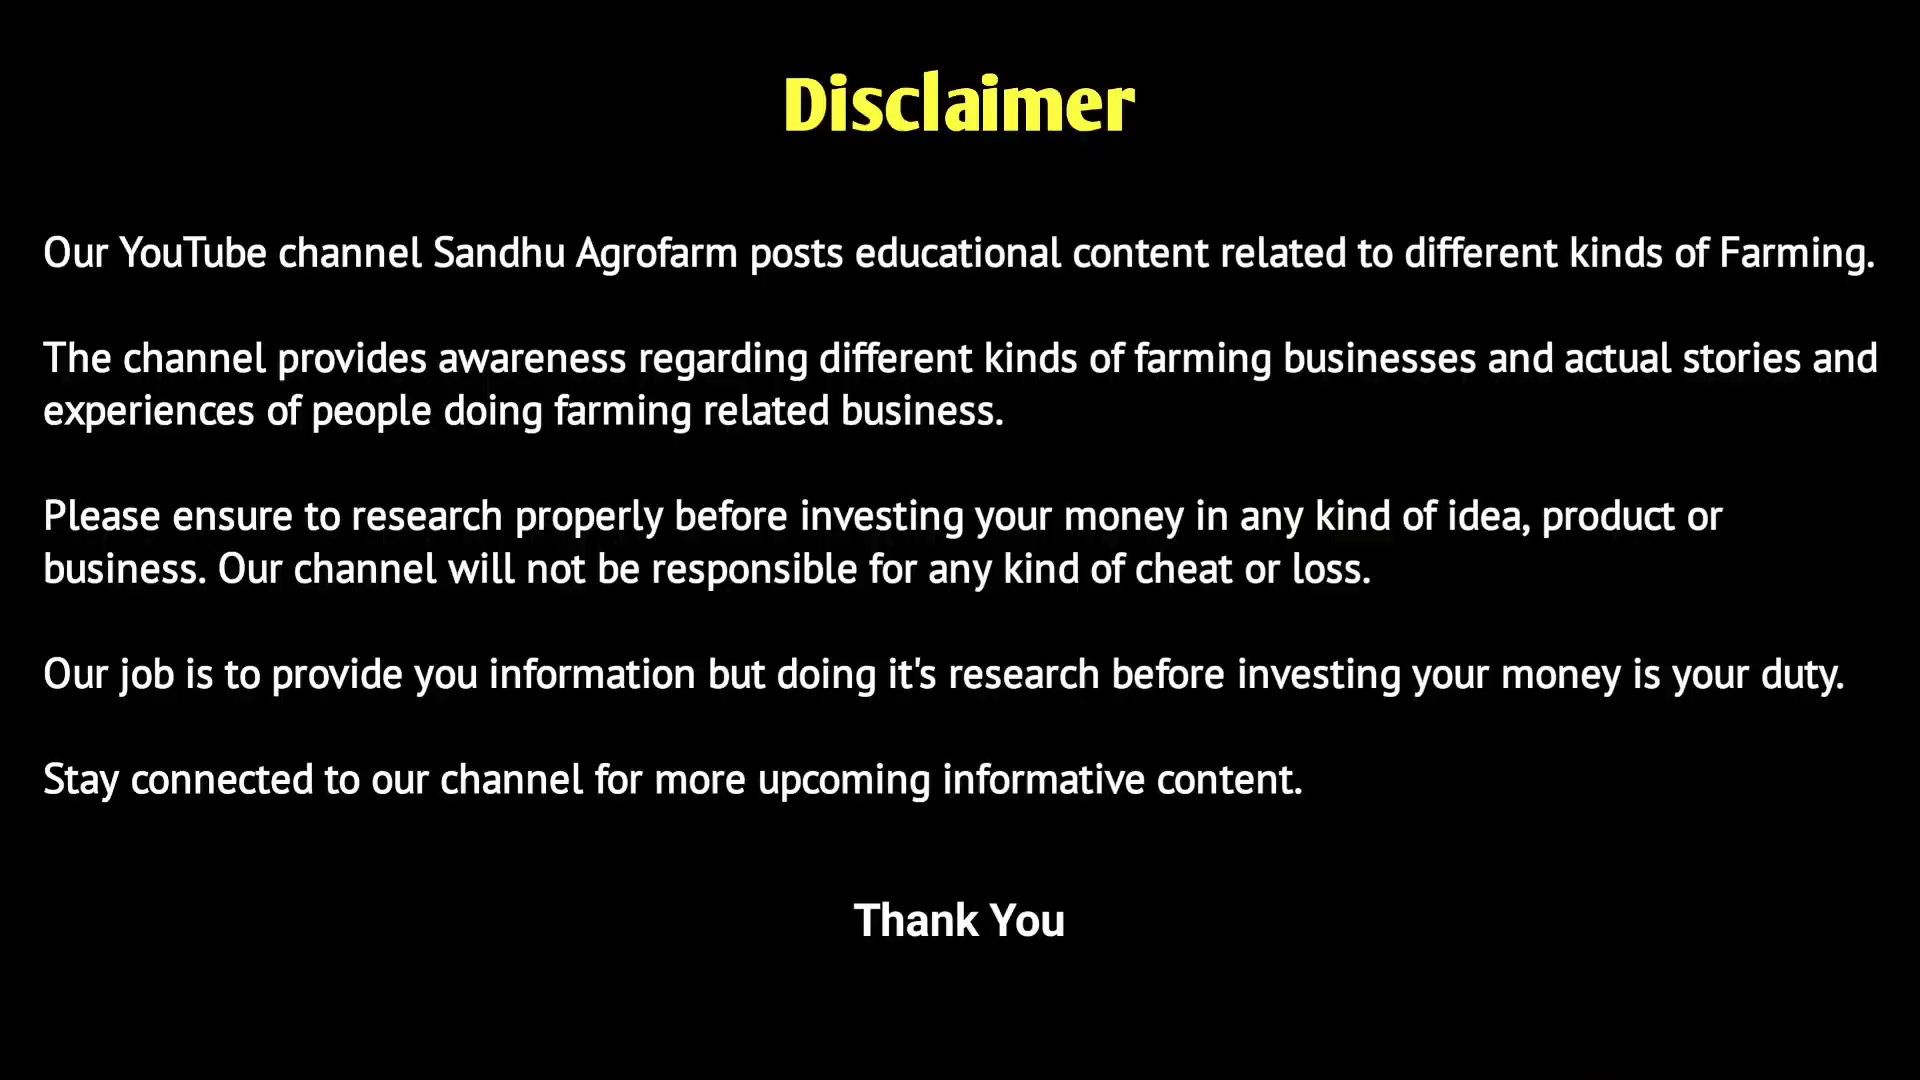 Disclaimer
Our YouTube channel Sandhu Agrofarm posts educational content related to different kinds of Farming.
The channel provides awareness regarding different kinds of farming businesses and actual stories and
experiences of people doing farming related business.
Please ensure to research properly before investing your money in any kind of idea, product or
business. Our channel will not be responsible for any kind of cheat or loss.
Our job is to provide you information but doing it's research before investing your money is your duty.
Stay connected to our channel for more upcoming informative content.
Thank You